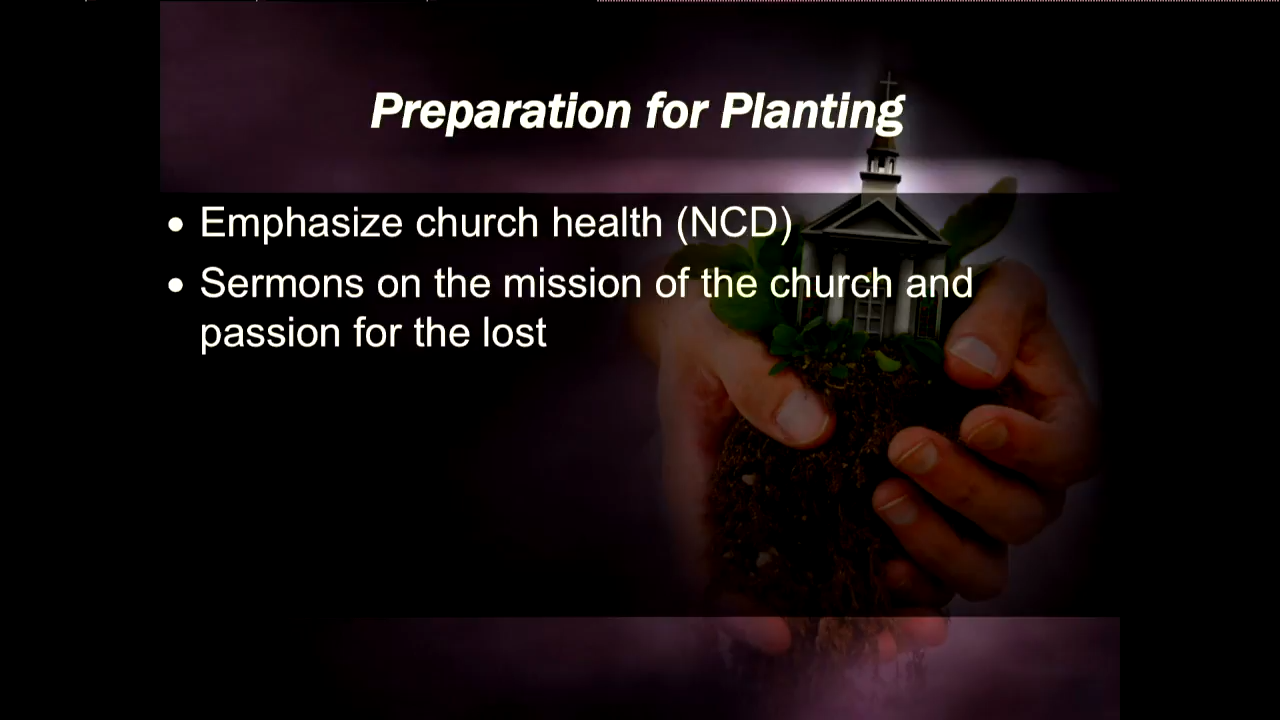 Preparation for Planting
• Emphasize church health (NCD)
• Sermons on the mission of the church and
passion for the lost